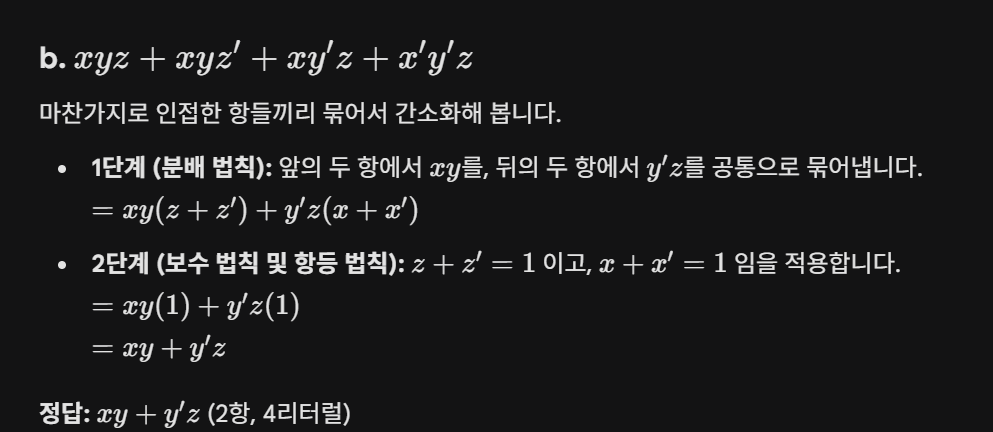 b. xyz + xyz′ + xy′z + x′y′z
마찬가지로 인접한 항들끼리 묶어서 간소화해 봅니다.
• 1단계 (분배 법칙): 앞의 두 항에서 xy를, 뒤의 두 항에서 y′z를 공통으로 묶어냅니다.
= xy(z + z′) + y′z(x + x′)
• 2단계 (보수 법칙 및 항등 법칙): z + z′ = 1 이고, x + x′ = 1 임을 적용합니다.
= xy(1) + y′z(1)
= xy + y′z
정답: xy + y′z (2항, 4리터럴)